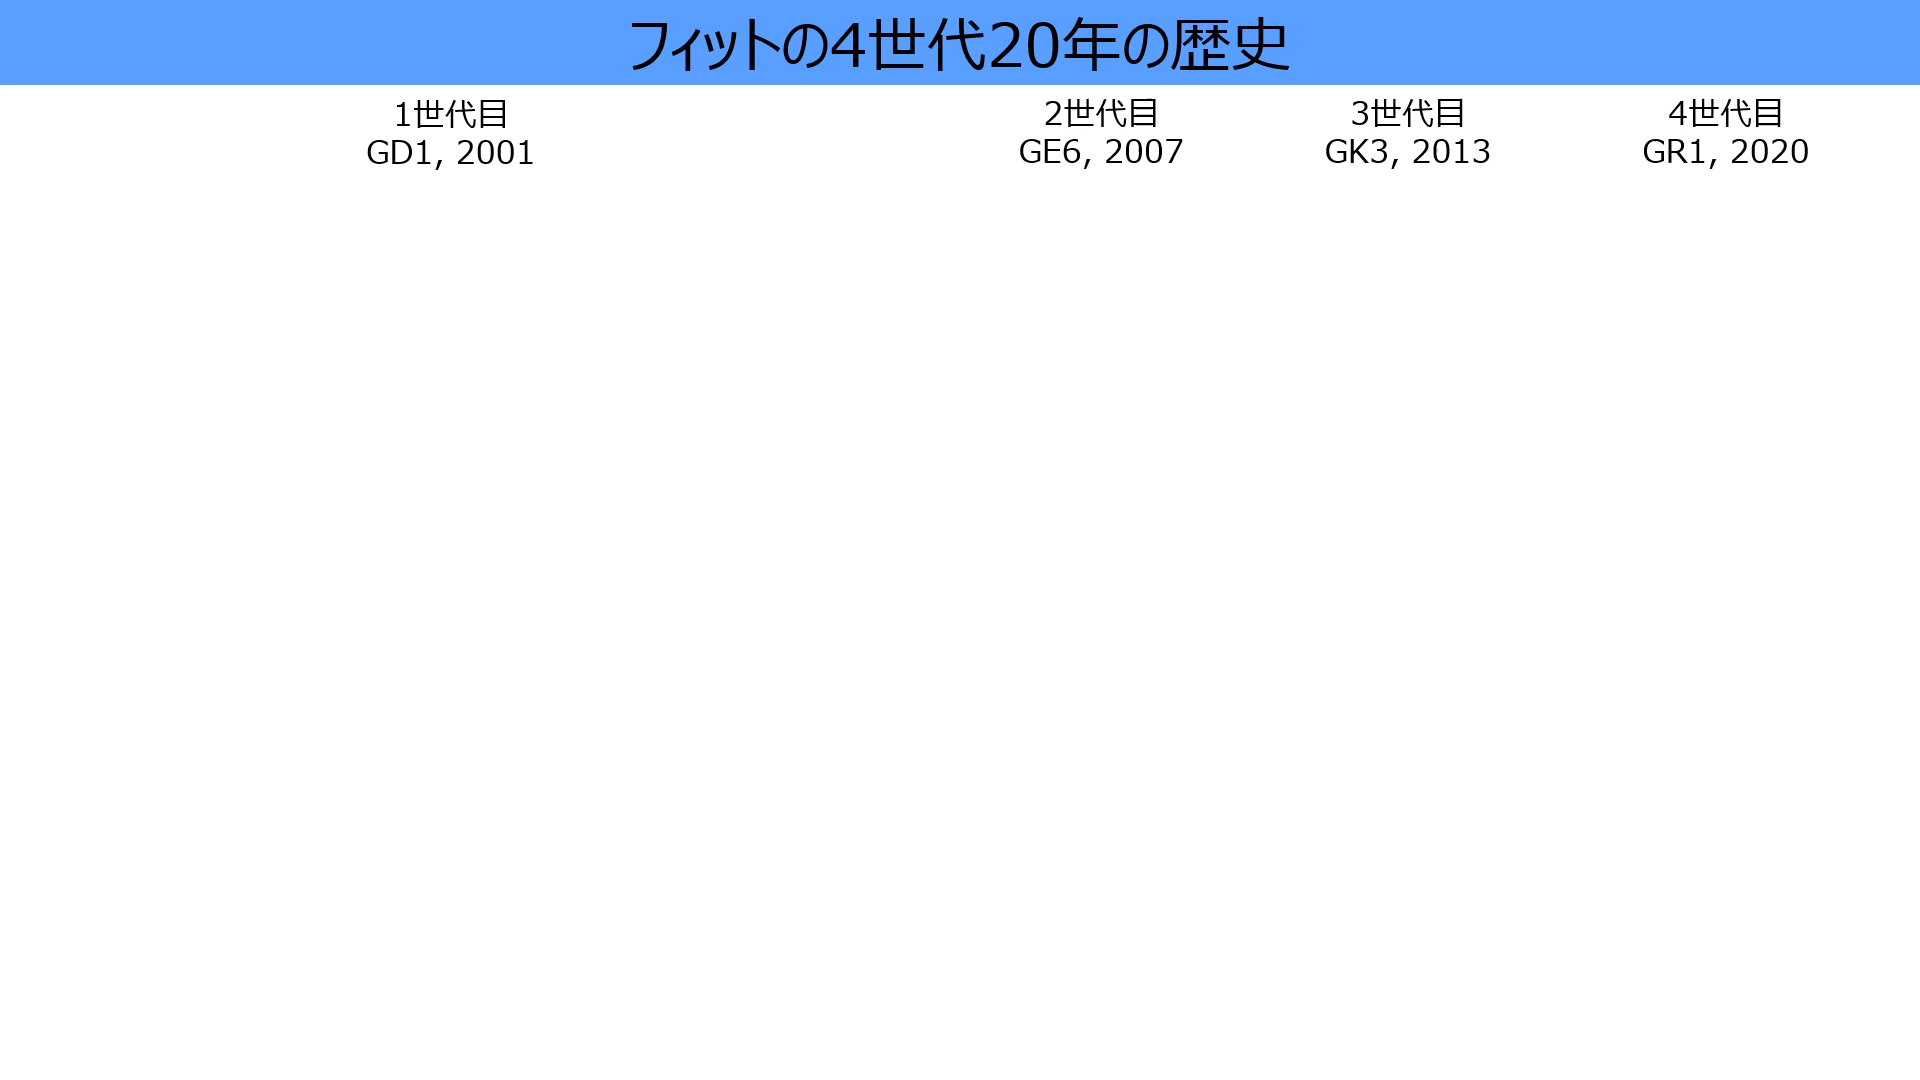 フィットの4世代20年の歴史
1世代目
GD1, 2001
2世代目
GE6, 2007
3世代目
GK3, 2013
4世代目
GR1, 2020